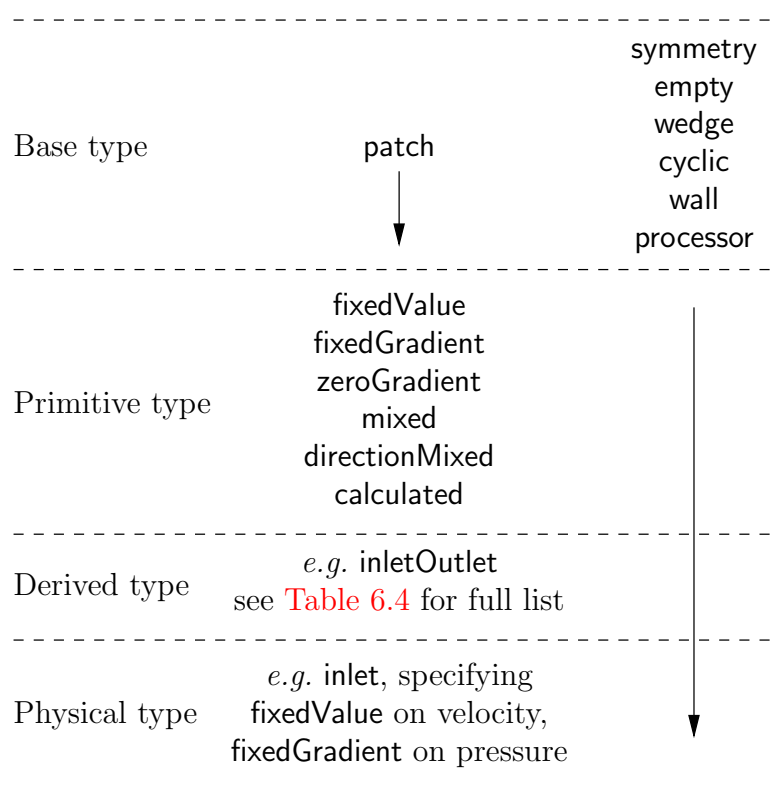 symmetry
empty
wedge
Base type patch cyclic
wall
processor
fixedValue
fixedGradient
zeroGradient
Primitive type mixed
directionMixed
calculated
e.g. inletOutlet
Derived type
see Table 6.4 for full list
e.g. inlet, specifying
Physical type fixedValue on velocity,
fixedGradient on pressure